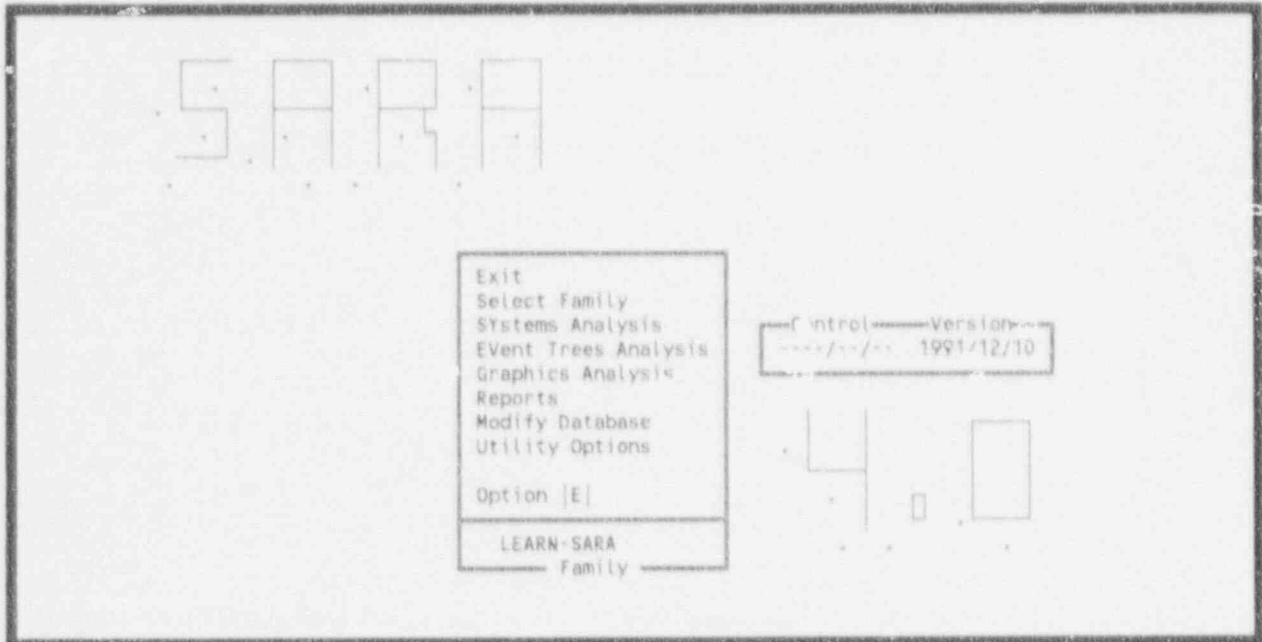 SARA
Exit
Select Family
SYstems Analysis
EVent Trees Analysis
Graphics Analysis
Reports
Modify Database
Utility Options
Option |E|
LEARN-SARA
Family
Version
----/--/-- 1991/12/10
4.0